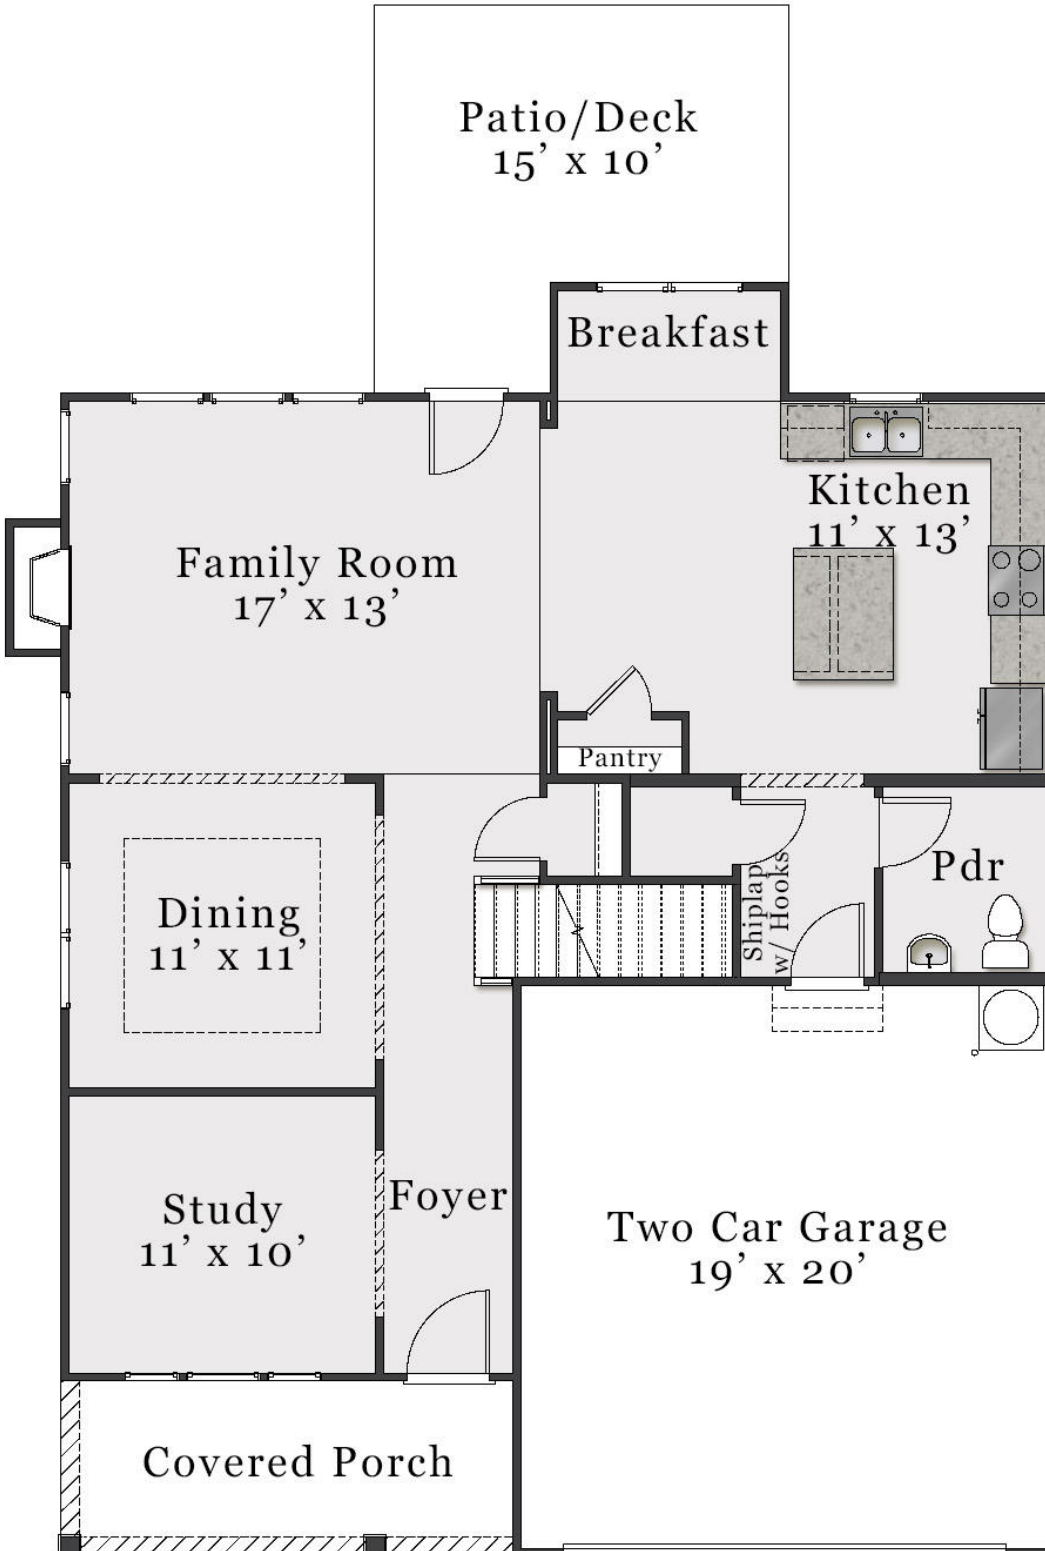 Patio/Deck
15’ x 10’
Breakfast
Kitchen
11’ x 13’
Family Room
17’ x 13’
Pantry
Pdr
Shiplap
w/ Hooks
Dining
11’ x 11’
Foyer
Study
11’ x 10’
Two Car Garage
19’ x 20’
Covered Porch